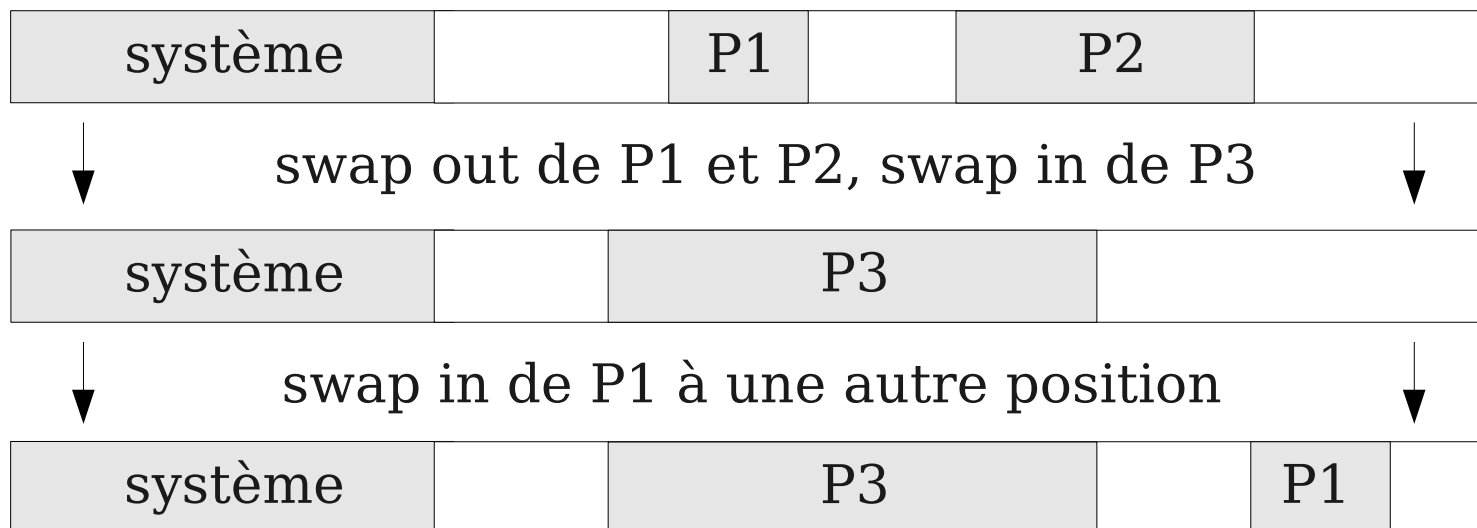 système P1 P2
swap out de P1 et P2, swap in de P3
système P3
swap in de P1 à une autre position
système P3 P1